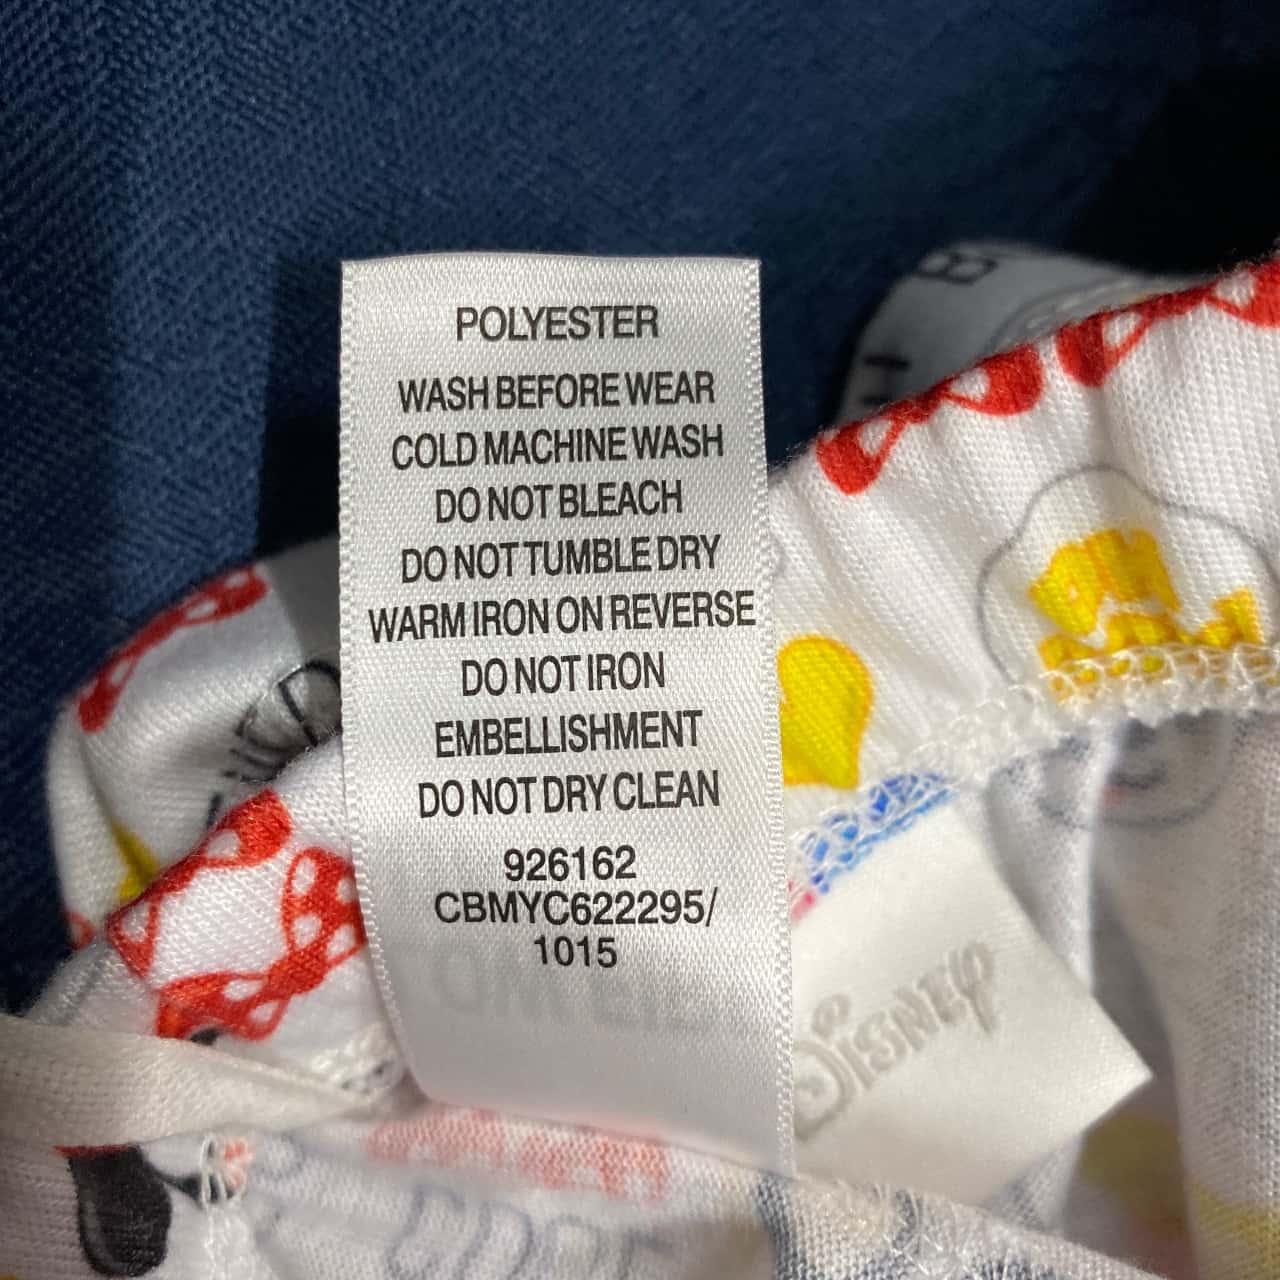 POLYESTER
WASH BEFORE WEAR
COLD MACHINE WASH
DO NOT BLEACH
DO NOT TUMBLE DRY
WARM IRON ON REVERSE
DO NOT IRON
EMBELLISHMENT
DO NOT DRY CLEAN
926162
CBMYC622295/
1015
Disney